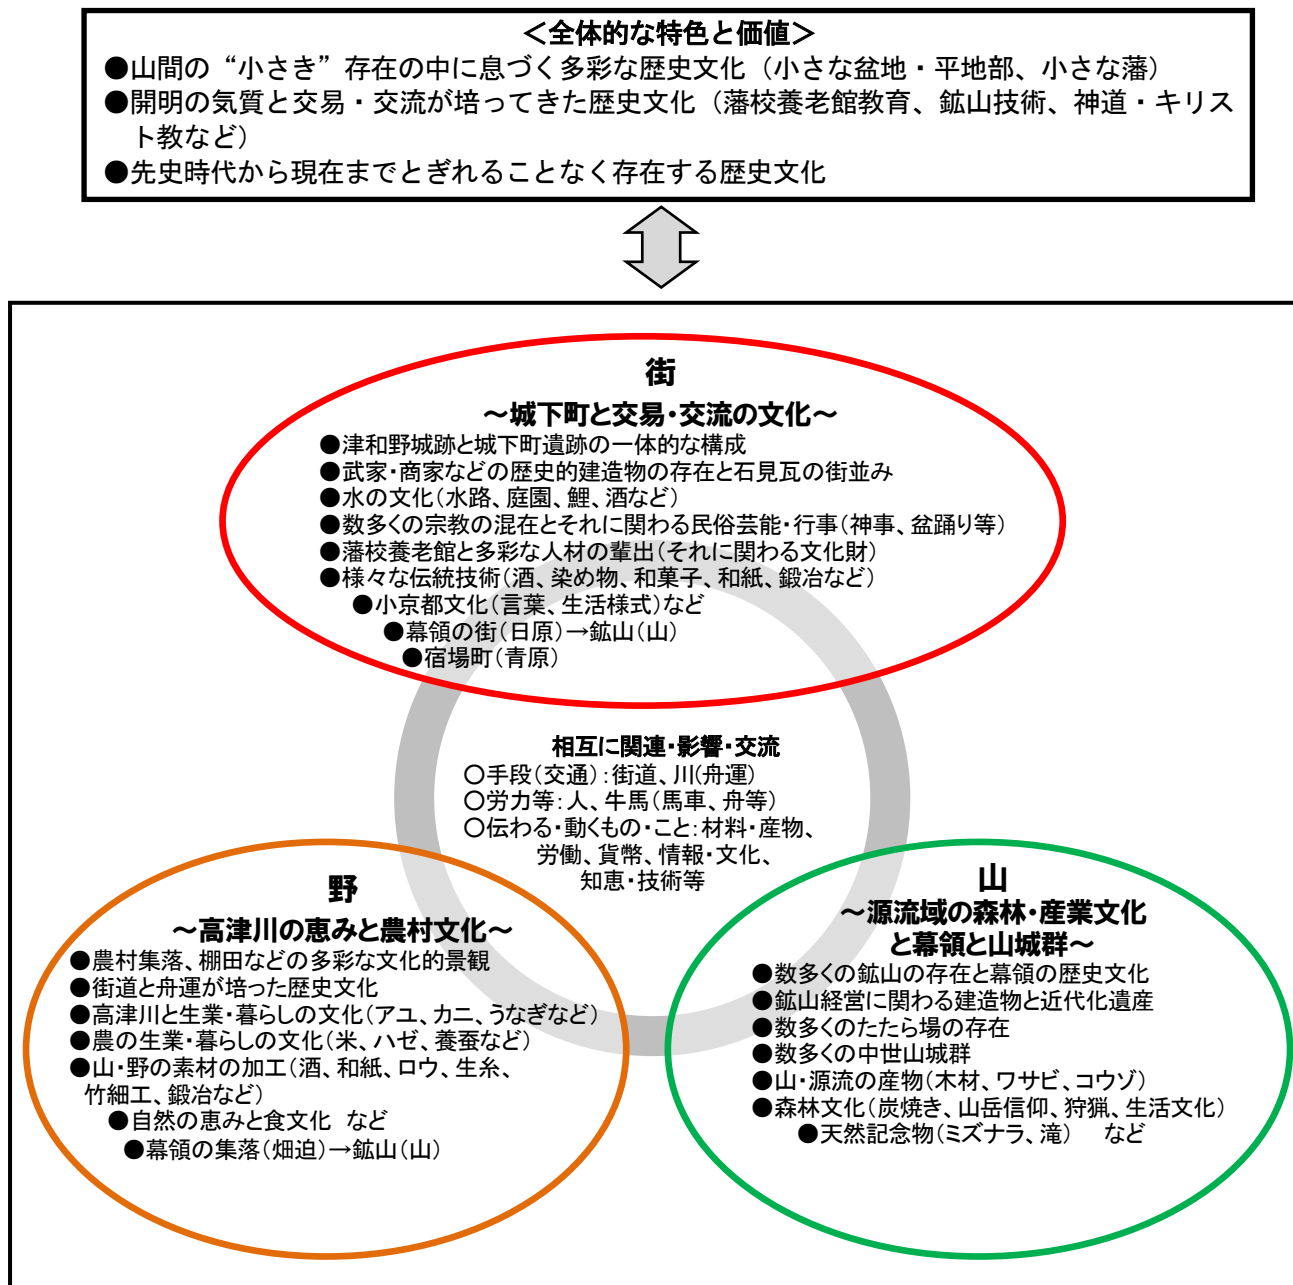 ＜全体的な特色と価値＞
●山間の“小さき”存在の中に息づく多彩な歴史文化（小さな盆地・平地部、小さな藩）
●開明の気質と交易・交流が培ってきた歴史文化（藩校養老館教育、鉱山技術、神道・キリス
ト教など）
●先史時代から現在までとぎれることなく存在する歴史文化
街
～城下町と交易・交流の文化～
●津和野城跡と城下町遺跡の一体的な構成
●武家・商家などの歴史的建造物の存在と石見瓦の街並み
●水の文化（水路、庭園、鯉、酒など）
●数多くの宗教の混在とそれに関わる民俗芸能・行事（神事、盆踊り等）
●藩校養老館と多彩な人材の輩出（それに関わる文化財）
●様々な伝統技術（酒、染め物、和菓子、和紙、鍛冶など）
●小京都文化（言葉、生活様式）など
●幕領の街（日原）→鉱山（山）
●宿場町（青原）
相互に関連・影響・交流
○手段（交通）：街道、川（舟運）
○労力等：人、牛馬（馬車、舟等）
○伝わる・動くもの・こと：材料・産物、
労働、貨幣、情報・文化、
知恵・技術等
野
～高津川の恵みと農村文化～
●農村集落、棚田などの多彩な文化的景観
●街道と舟運が培った歴史文化
●高津川と生業・暮らしの文化（アユ、カニ、うなぎなど）
●農の生業・暮らしの文化（米、ハゼ、養蚕など）
●山・野の素材の加工（酒、和紙、ロウ、生糸、
竹細工、鍛冶など）
●自然の恵みと食文化 など
●幕領の集落（畑迫）→鉱山（山）
山
～源流域の森林・産業文化
と幕領と山城群～
●数多くの鉱山の存在と幕領の歴史文化
●鉱山経営に関わる建造物と近代化遺産
●数多くのたたら場の存在
●数多くの中世山城群
●山・源流の産物（木材、ワサビ、コウゾ）
●森林文化（炭焼き、山岳信仰、狩猟、生活文化）
●天然記念物（ミズナラ、滝） など